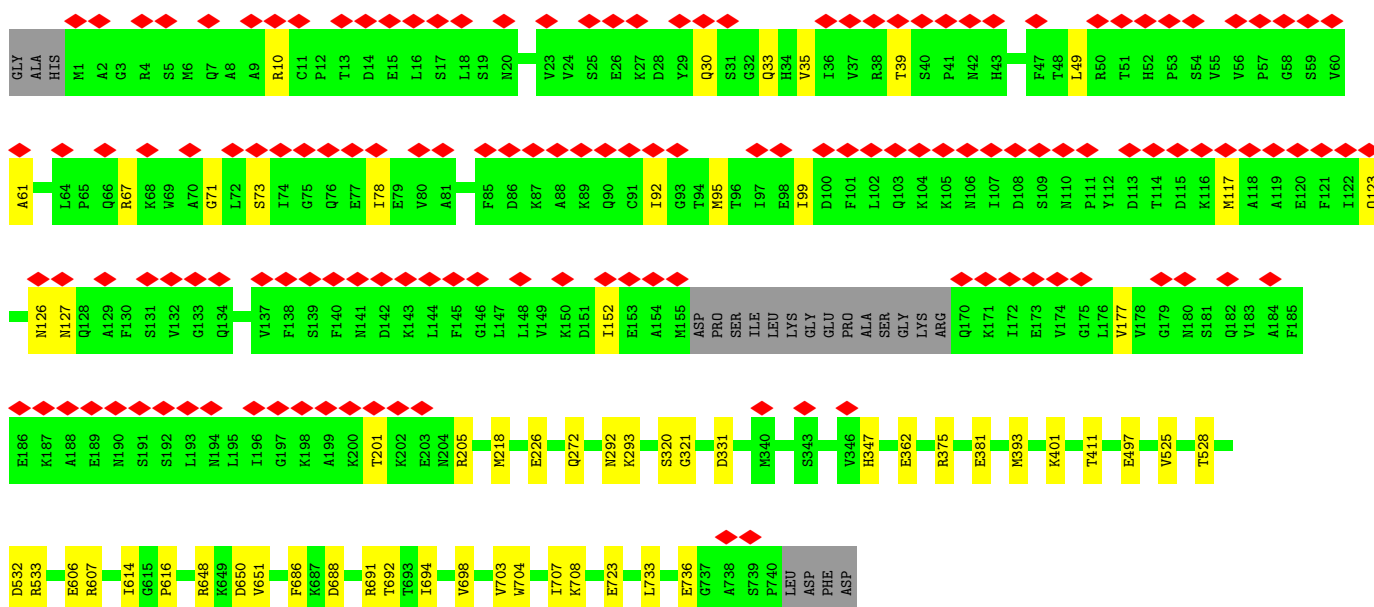 GLY ALA HIS M1 A2 G3 R4 S5 M6 Q7 A8 A9 R10 C11 P12 T13 D14 E15 L16 S17 L18 S19 N20 V23 V24 S25 E26 K27 D28 Y29 Q30 S31 G32 Q33 H34 V35 I36 V37 R38 T39 S40 P41 N42 H43 F47 T48 L49 R50 T51 H52 P53 S54 V55 V56 P57 G58 S59 V60
A61 L64 P65 Q66 R67 K68 W69 A70 G71 L72 S73 I74 G75 Q76 E77 I78 E79 V80 A81 F85 D86 K87 A88 K89 Q90 C91 I92 G93 T94 M95 T96 I97 E98 I99 D100 F101 L102 Q103 K104 K105 N106 I107 D108 S109 N110 P111 Y112 D113 T114 D115 K116 M117 A118 A119 E120 F121 I122 Q123
N126 N127 Q128 A129 F130 S131 V132 G133 Q134 V137 F138 S139 F140 N141 D142 K143 L144 F145 G146 L147 L148 V149 K150 D151 I152 E153 A154 M155 ASP PRO SER ILE LEU LYS GLY GLU PRO ALA SER GLY LYS ARG Q170 K171 I172 E173 V174 G175 L176 V177 V178 G179 N180 S181 Q182 V183 A184 F185
E186 K187 A188 E189 N190 S191 S192 L193 N194 L195 I196 G197 K198 A199 K200 T201 K202 E203 N204 R205 M218 E226 Q272 N292 K293 S320 G321 D331 M340 S343 V346 H347 E362 R375 E381 M393 K401 T411 E497 V525 T528
D532 R533 E606 R607 I614 G615 P616 R648 K649 D650 V651 F686 K687 D688 R691 T692 T693 I694 V698 V703 W704 I707 K708 E723 L733 E736 G737 A738 S739 P740 LEU ASP PHE ASP